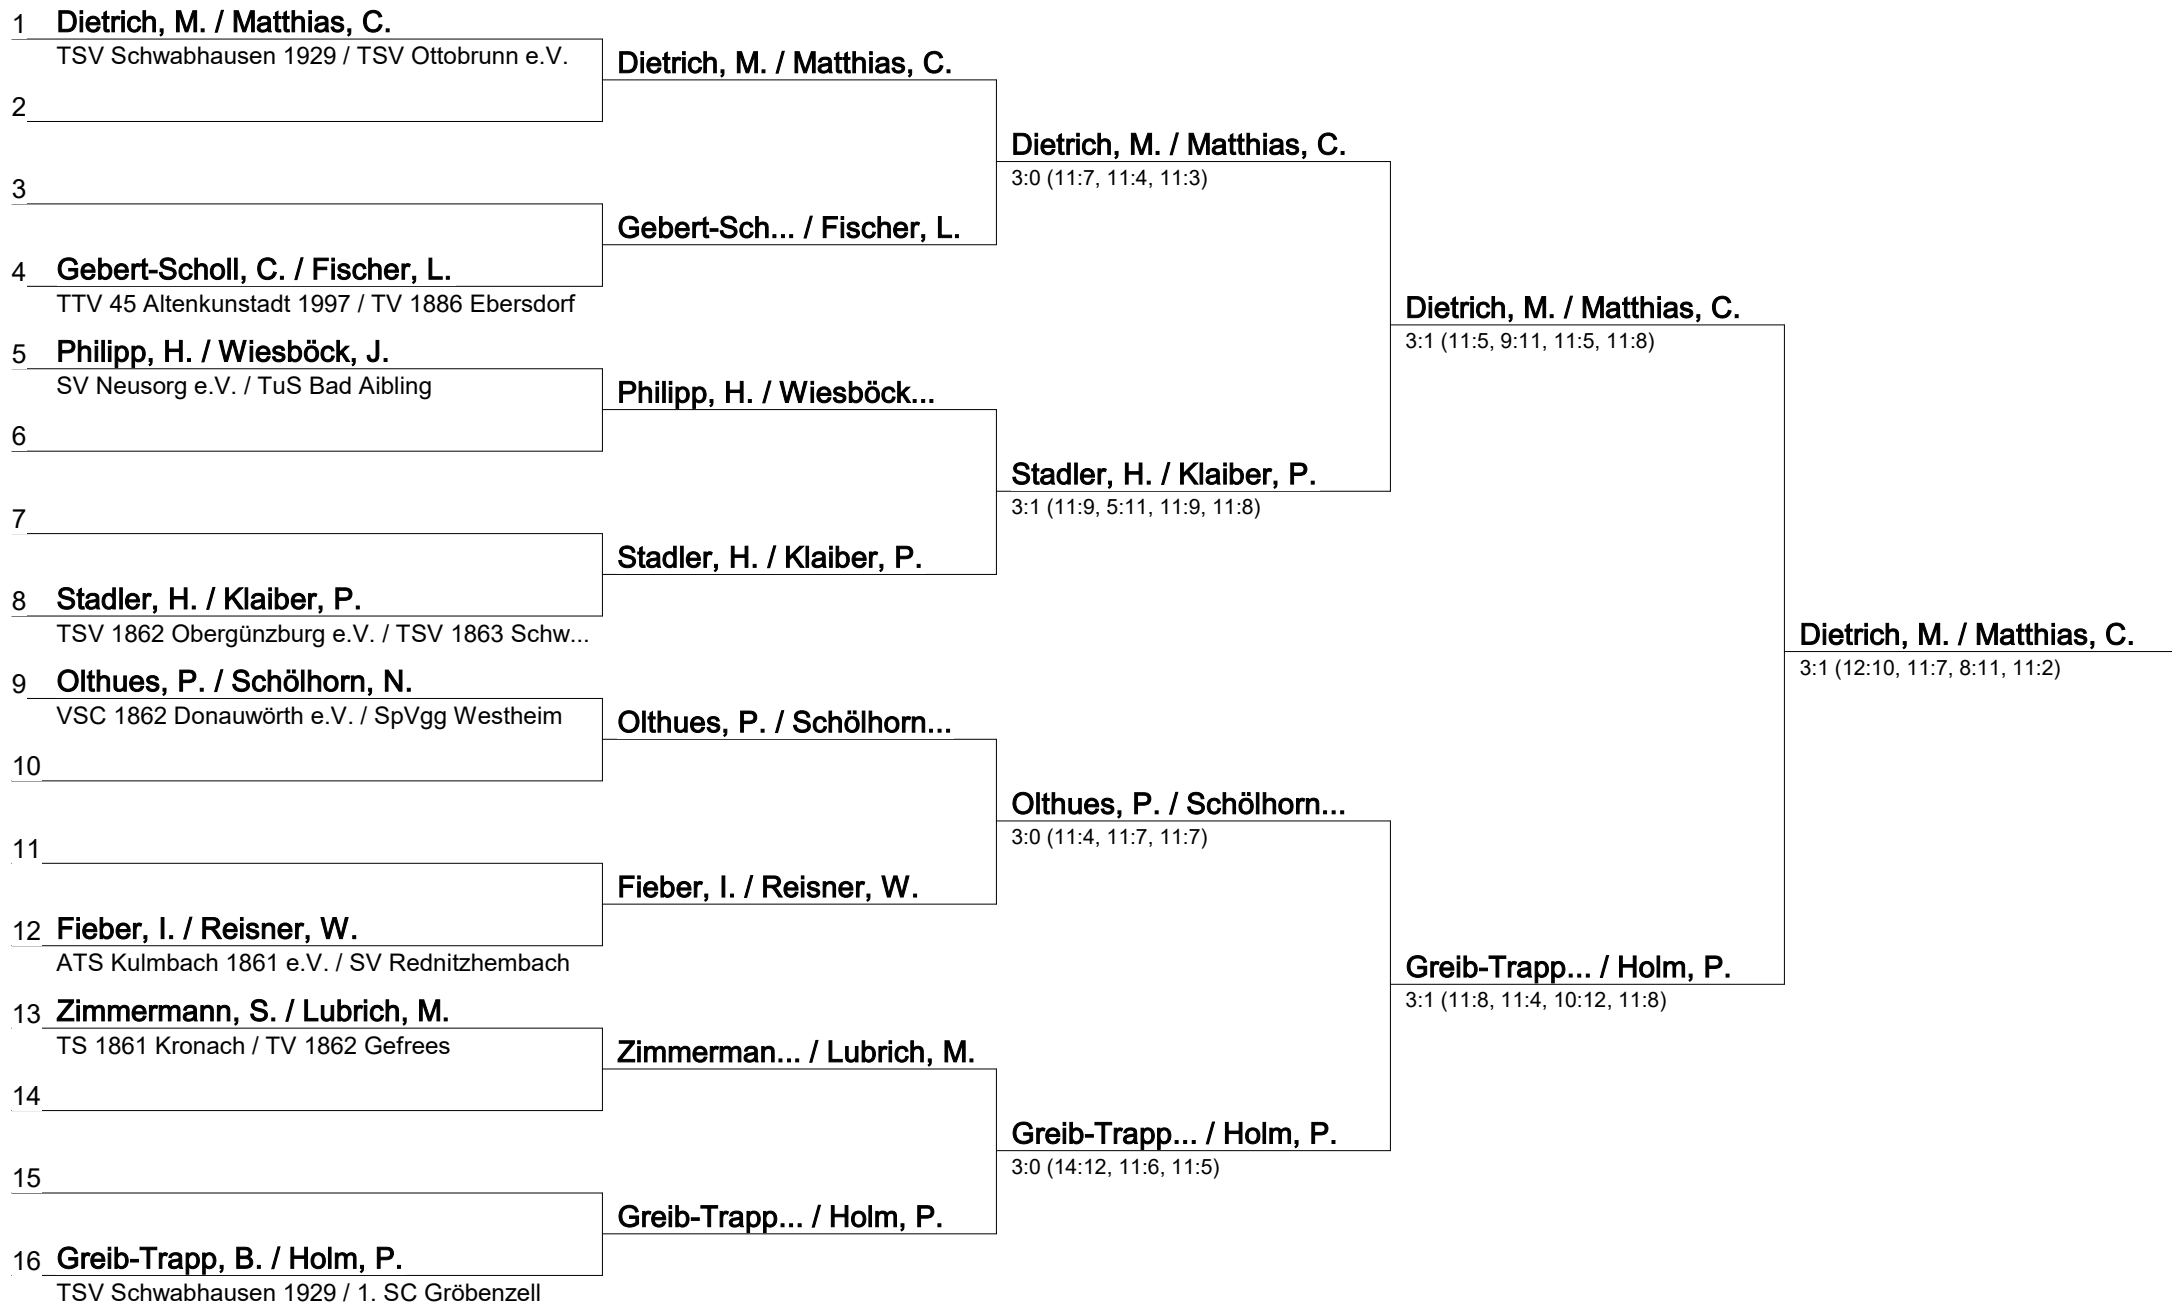 1 Dietrich, M. / Matthias, C.
TSV Schwabhausen 1929 / TSV Ottobrunn e.V.
2
3
4 Gebert-Scholl, C. / Fischer, L.
TTV 45 Altenkunstadt 1997 / TV 1886 Ebersdorf
5 Philipp, H. / Wiesböck, J.
SV Neusorg e.V. / TuS Bad Aibling
6
7
8 Stadler, H. / Klaiber, P.
TSV 1862 Obergünzburg e.V. / TSV 1863 Schw...
9 Olthues, P. / Schölhorn, N.
VSC 1862 Donauwörth e.V. / SpVgg Westheim
10
11
12 Fieber, I. / Reisner, W.
ATS Kulmbach 1861 e.V. / SV Rednitzhembach
13 Zimmermann, S. / Lubrich, M.
TS 1861 Kronach / TV 1862 Gefrees
14
15
16 Greib-Trapp, B. / Holm, P.
TSV Schwabhausen 1929 / 1. SC Gröbenzell
Dietrich, M. / Matthias, C.
Gebert-Sch... / Fischer, L.
Philipp, H. / Wiesböck...
Stadler, H. / Klaiber, P.
Olthues, P. / Schölhorn...
Fieber, I. / Reisner, W.
Zimmerman... / Lubrich, M.
Greib-Trapp... / Holm, P.
Dietrich, M. / Matthias, C.
3:0 (11:7, 11:4, 11:3)
Stadler, H. / Klaiber, P.
3:1 (11:9, 5:11, 11:9, 11:8)
Olthues, P. / Schölhorn...
3:0 (11:4, 11:7, 11:7)
Greib-Trapp... / Holm, P.
3:0 (14:12, 11:6, 11:5)
Dietrich, M. / Matthias, C.
3:1 (11:5, 9:11, 11:5, 11:8)
Greib-Trapp... / Holm, P.
3:1 (11:8, 11:4, 10:12, 11:8)
Dietrich, M. / Matthias, C.
3:1 (12:10, 11:7, 8:11, 11:2)